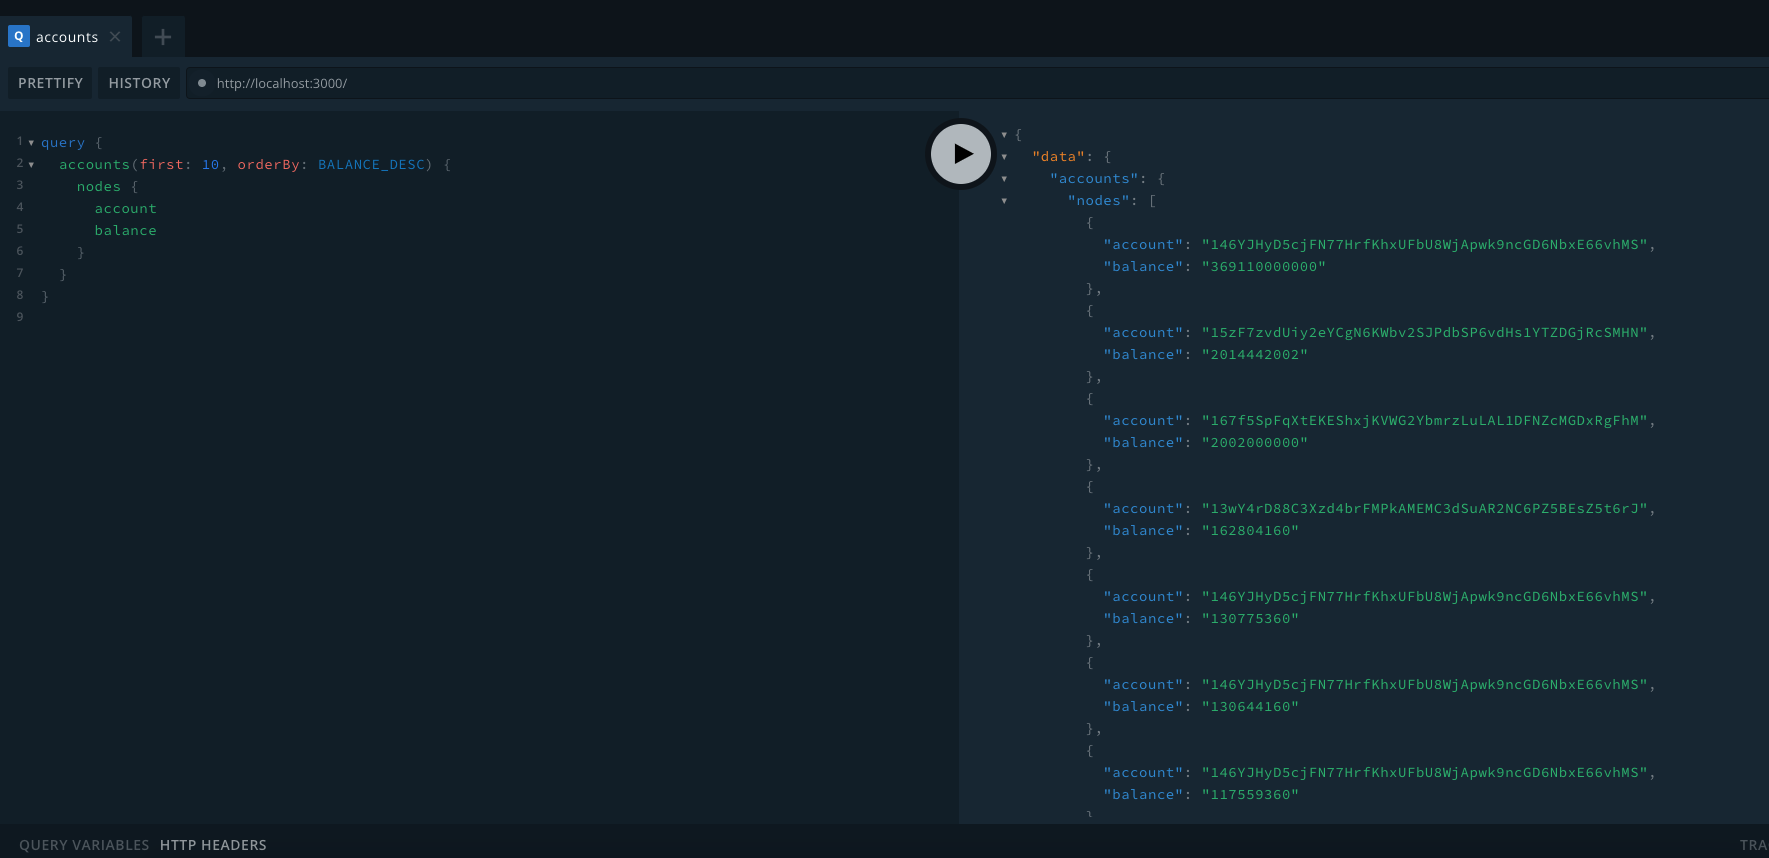 Q accounts
PRETTIFY HISTORY http://localhost:3000/
1 query {
2 accounts(first: 10, orderBy: BALANCE_DESC) {
3 nodes {
4 account
5 balance
6 }
7 }
8 }
9
{
"data": {
"accounts": {
"nodes": [
{
"account": "146YJHyD5cjFN77HrfKhxUFbU8WjApwk9ncGD6NbxE66vhMS",
"balance": "369110000000"
},
{
"account": "15zF7zvdUiy2eYCgN6KWbv2SJPdbSP6vdHs1YTZDGjRcSMHN",
"balance": "2014442002"
},
{
"account": "167f5SpFqXtEKEShxjKVWG2YbmrzLuLAL1DFNZcMGDxRgFhM",
"balance": "2002000000"
},
{
"account": "13wY4rD88C3Xzd4brFMPkAMEMC3dSuAR2NC6PZ5BEsZ5t6rJ",
"balance": "162804160"
},
{
"account": "146YJHyD5cjFN77HrfKhxUFbU8WjApwk9ncGD6NbxE66vhMS",
"balance": "130775360"
},
{
"account": "146YJHyD5cjFN77HrfKhxUFbU8WjApwk9ncGD6NbxE66vhMS",
"balance": "130644160"
},
{
"account": "146YJHyD5cjFN77HrfKhxUFbU8WjApwk9ncGD6NbxE66vhMS",
"balance": "117559360"
}
QUERY VARIABLES HTTP HEADERS TRA